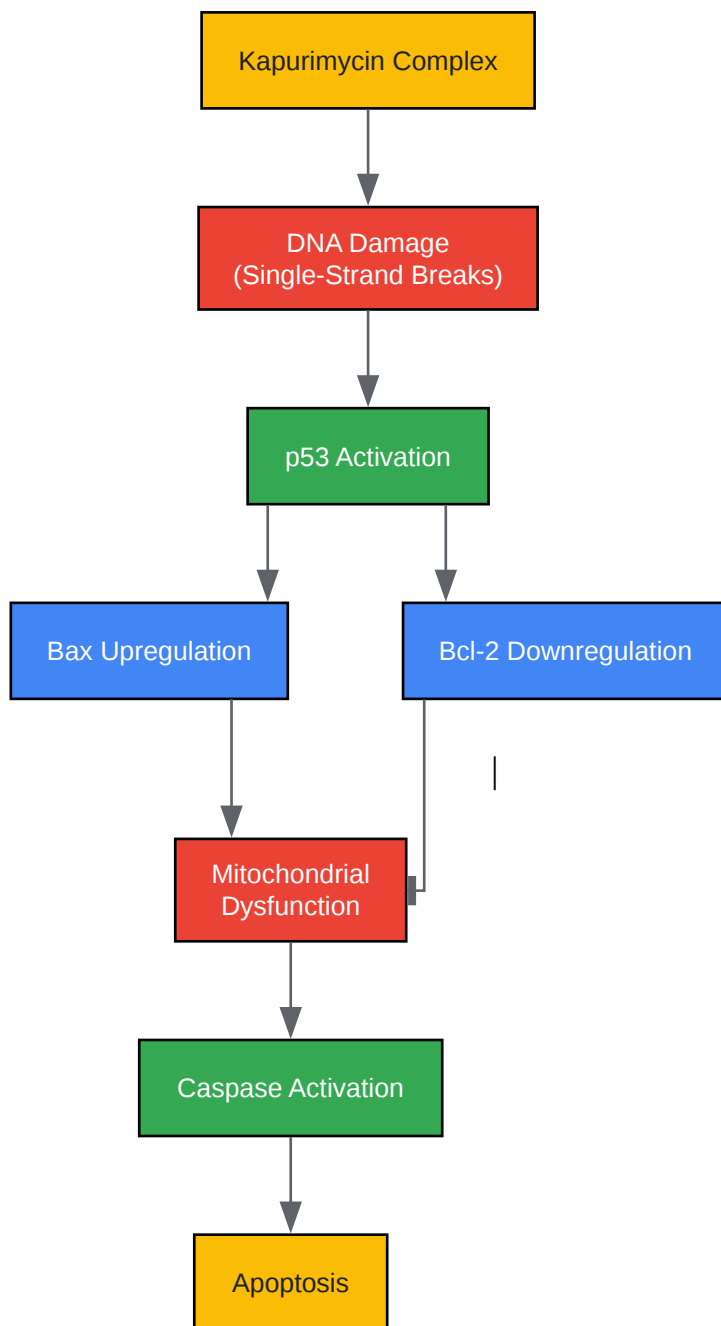 Kapurimycin Complex
DNA Damage
(Single-Strand Breaks)
p53 Activation
Bax Upregulation
Bcl-2 Downregulation
|
Mitochondrial
Dysfunction
Caspase Activation
Apoptosis